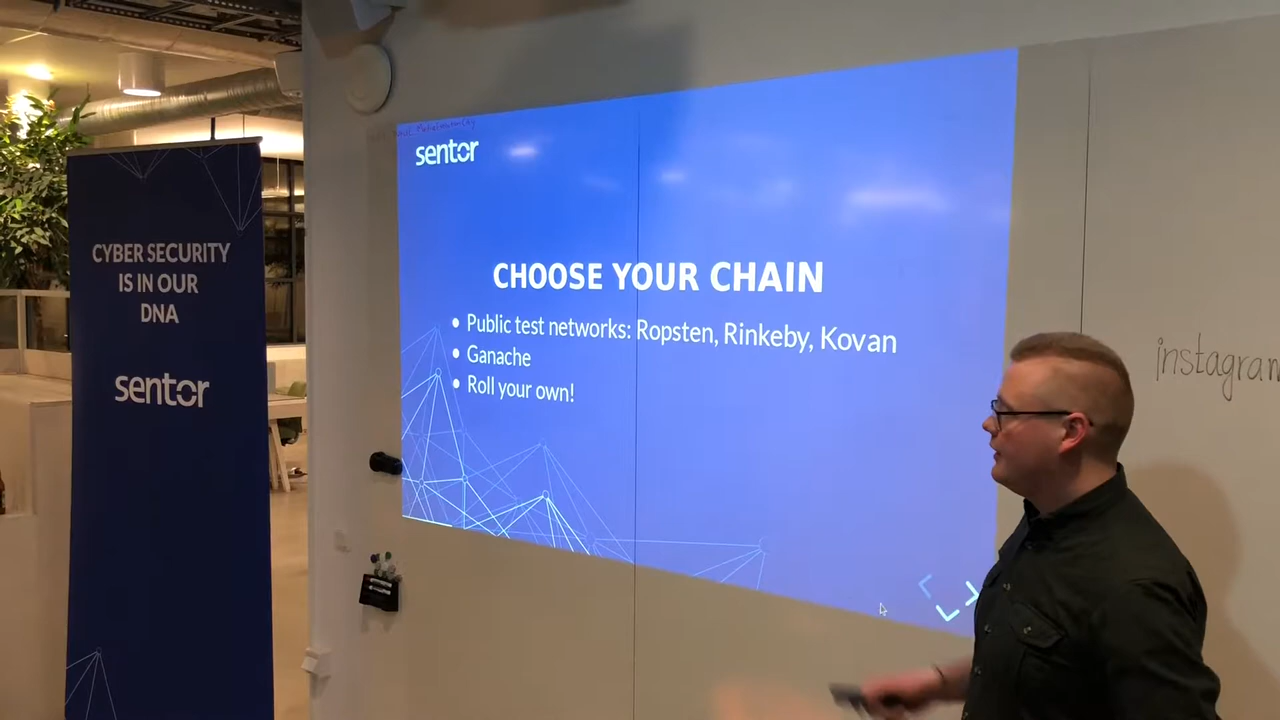 CYBER SECURITY
IS IN OUR
DNA
sentor
sentor
CHOOSE YOUR CHAIN
• Public test networks: Ropsten, Rinkeby, Kovan
• Ganache
• Roll your own!
instagram